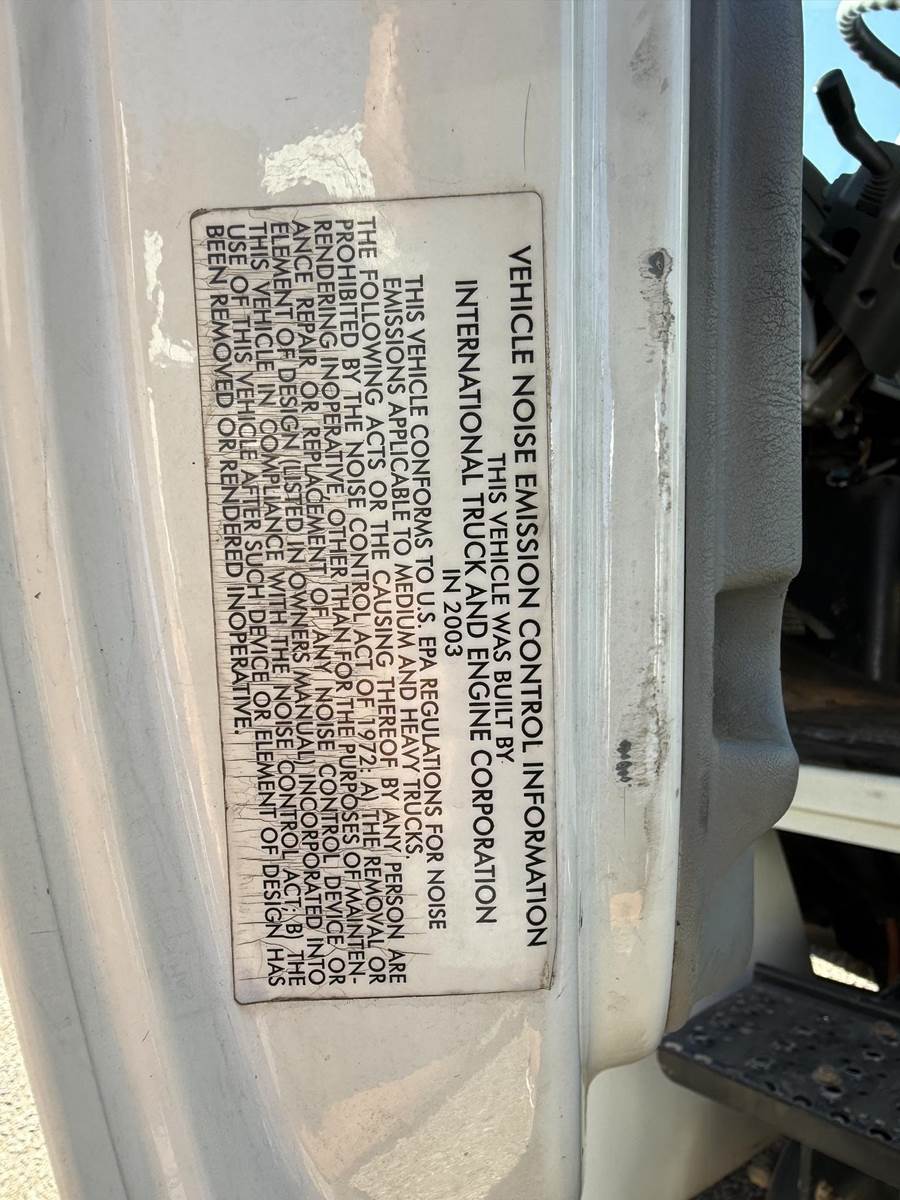 VEHICLE NOISE EMISSION CONTROL INFORMATION
THIS VEHICLE WAS BUILT BY
INTERNATIONAL TRUCK AND ENGINE CORPORATION
IN 2003
THIS VEHICLE CONFORMS TO U.S. EPA REGULATIONS FOR NOISE
EMISSIONS APPLICABLE TO MEDIUM AND HEAVY TRUCKS.
THE FOLLOWING ACTS OR THE CAUSING THEREOF BY ANY PERSON ARE
PROHIBITED BY THE NOISE CONTROL ACT OF 1972: A) THE REMOVAL OR
RENDERING INOPERATIVE, OTHER THAN FOR THE PURPOSES OF MAINTEN-
ANCE REPAIR OR REPLACEMENT, OF ANY NOISE CONTROL DEVICE OR
ELEMENT OF DESIGN (LISTED IN OWNERS MANUAL) INCORPORATED INTO
THIS VEHICLE IN COMPLIANCE WITH THE NOISE CONTROL ACT; B) THE
USE OF THIS VEHICLE AFTER SUCH DEVICE OR ELEMENT OF DESIGN HAS
BEEN REMOVED OR RENDERED INOPERATIVE.